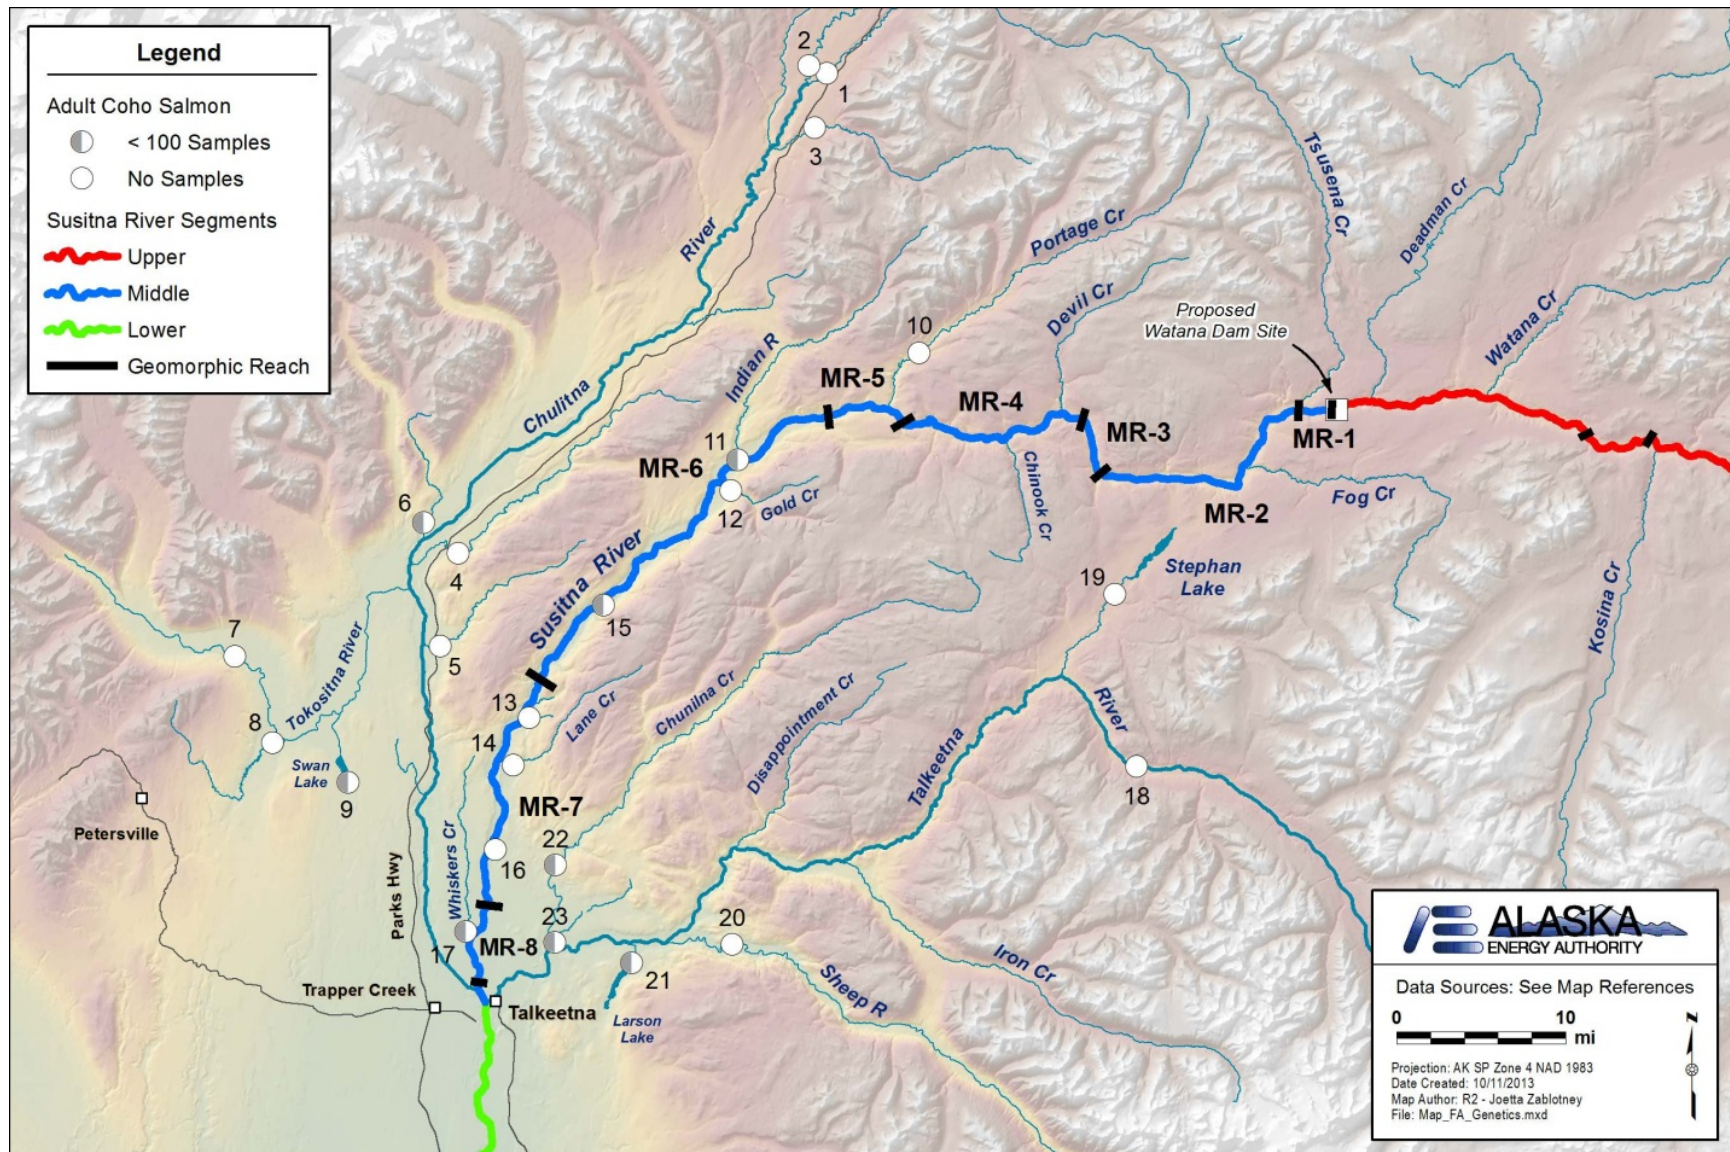 Legend
Adult Coho Salmon
< 100 Samples
No Samples
Susitna River Segments
Upper
Middle
Lower
Geomorphic Reach
2
1
3
River
Chulitna
Portage Cr
Tsusena Cr
Deadman Cr
Devil Cr
Watana Cr
Proposed
Watana Dam Site
10
Indian R
MR-5
MR-4
MR-3
MR-1
11
MR-6
12
Gold Cr
Chinook Cr
MR-2
Fog Cr
6
4
Susitna River
15
19
Stephan
Lake
Kosina Cr
7
5
Tokositna River
8
13
Lane Cr
Chunilna Cr
Disappointment Cr
River
Talkeetna
14
Swan
Lake
9
18
Petersville
MR-7
22
16
Whiskers Cr
Parks Hwy
23
20
17
MR-8
21
Iron Cr
Sheep R
Trapper Creek
Talkeetna
Larson
Lake
ALASKA
ENERGY AUTHORITY
Data Sources: See Map References
0 10
mi
N
Projection: AK SP Zone 4 NAD 1983
Date Created: 10/11/2013
Map Author: R2 - Joetta Zablotney
File: Map_FA_Genetics.mxd